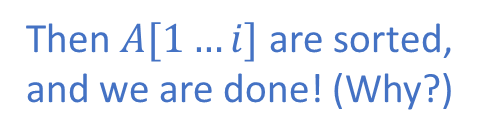 Then A[1 ... i] are sorted,
and we are done! (Why?)